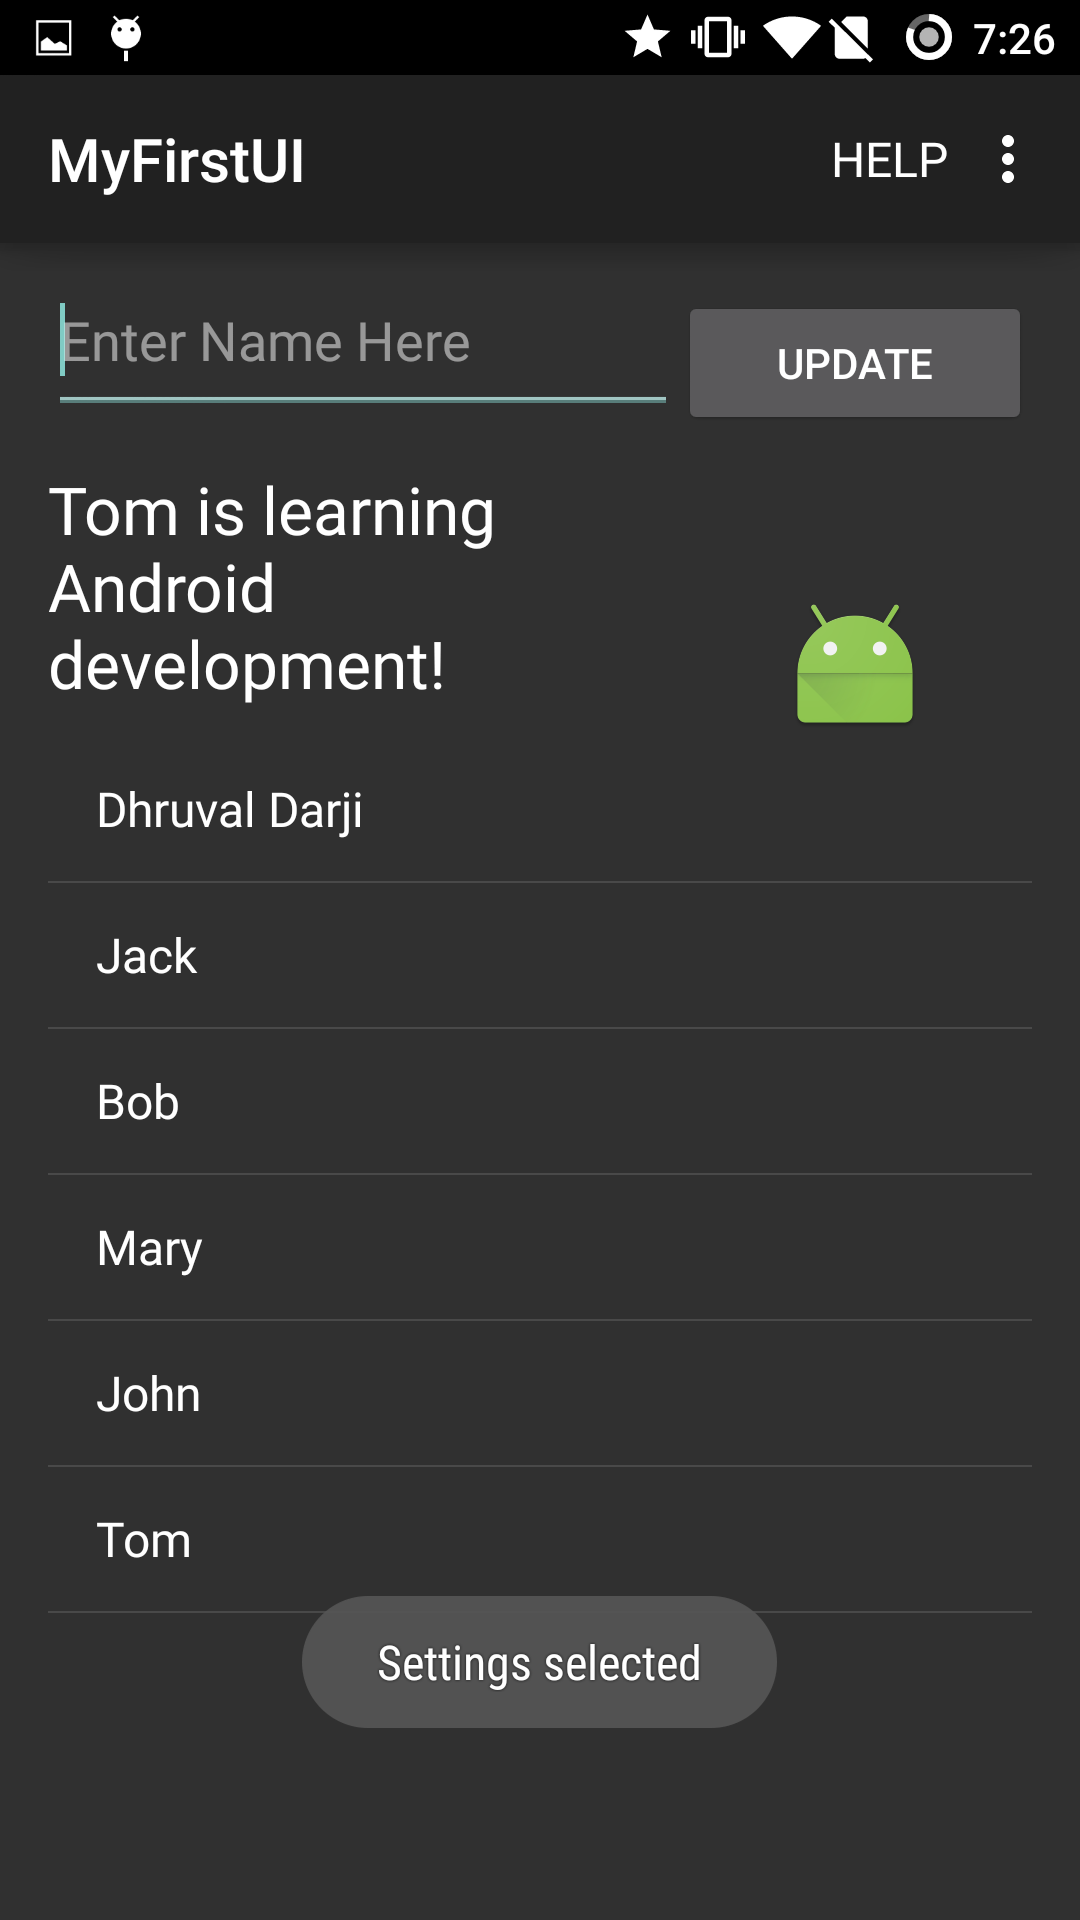 7:26
MyFirstUI
HELP
Enter Name Here
UPDATE
Tom is learning
Android
development!
Dhruval Darji
Jack
Bob
Mary
John
Tom
Settings selected